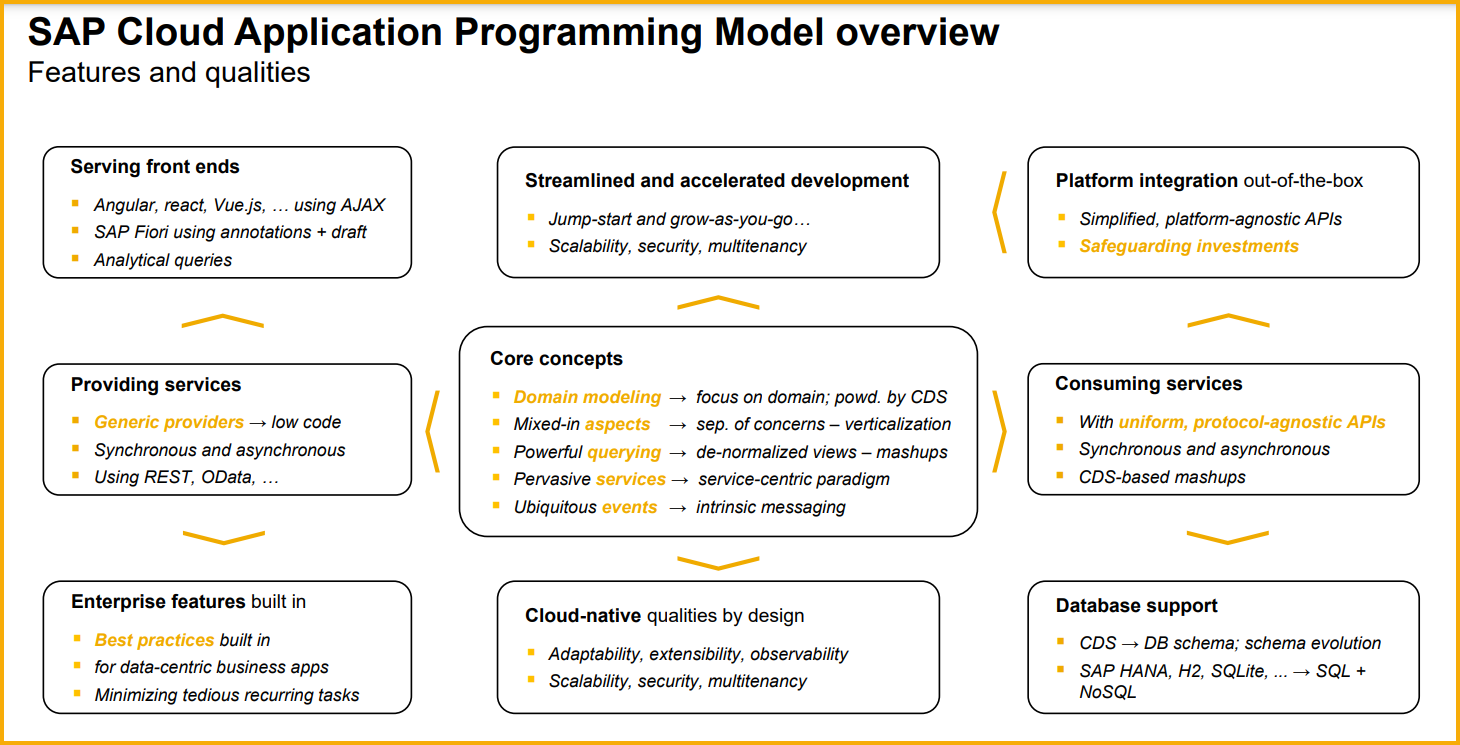 SAP Cloud Application Programming Model overview
Features and qualities
Serving front ends
Angular, react, Vue.js, … using AJAX
SAP Fiori using annotations + draft
Analytical queries
Streamlined and accelerated development
Jump-start and grow-as-you-go…
Scalability, security, multitenancy
Platform integration out-of-the-box
Simplified, platform-agnostic APIs
Safeguarding investments
Providing services
Generic providers → low code
Synchronous and asynchronous
Using REST, OData, …
Core concepts
Domain modeling → focus on domain; powd. by CDS
Mixed-in aspects → sep. of concerns – verticalization
Powerful querying → de-normalized views – mashups
Pervasive services → service-centric paradigm
Ubiquitous events → intrinsic messaging
Consuming services
With uniform, protocol-agnostic APIs
Synchronous and asynchronous
CDS-based mashups
Enterprise features built in
Best practices built in
for data-centric business apps
Minimizing tedious recurring tasks
Cloud-native qualities by design
Adaptability, extensibility, observability
Scalability, security, multitenancy
Database support
CDS → DB schema; schema evolution
SAP HANA, H2, SQLite, ... → SQL +
NoSQL